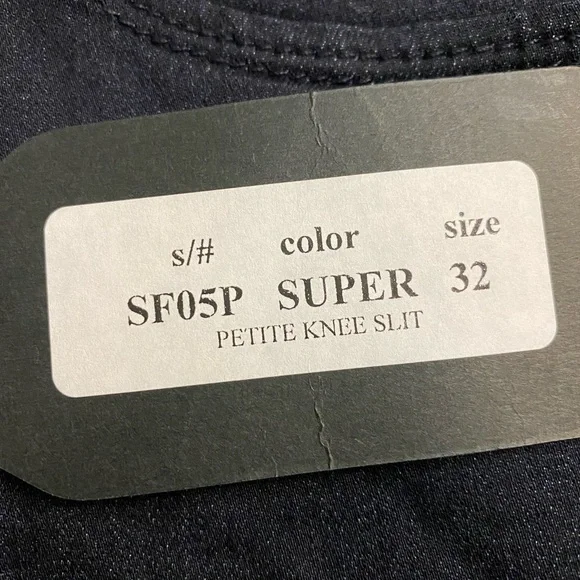 s/# color size
SF05P SUPER 32
PETITE KNEE SLIT